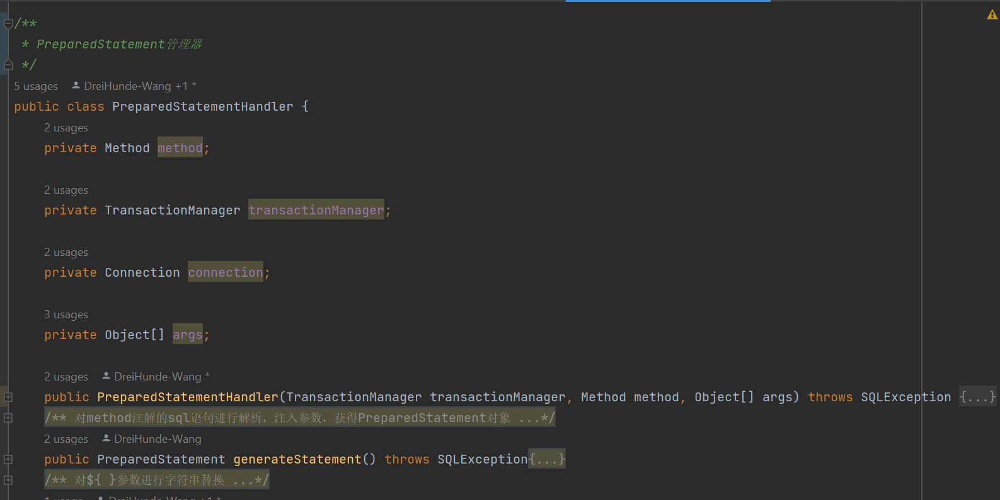 /**
* PreparedStatement管理器
*/
5 usages DreiHunde-Wang +1 *
public class PreparedStatementHandler {
2 usages
private Method method;
2 usages
private TransactionManager transactionManager;
2 usages
private Connection connection;
3 usages
private Object[] args;
2 usages DreiHunde-Wang *
public PreparedStatementHandler(TransactionManager transactionManager, Method method, Object[] args) throws SQLException {...}
/** 对method注解的sql语句进行解析，注入参数，获得PreparedStatement对象 ...*/
2 usages DreiHunde-Wang
public PreparedStatement generateStatement() throws SQLException{...}
/** 对${ }参数进行字符串替换 ...*/
1 usage DreiHunde-Wang +1 *